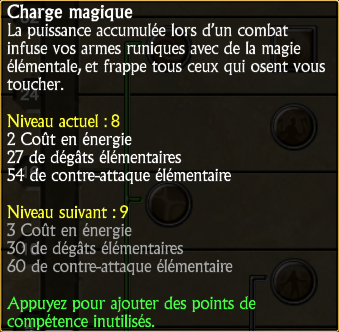 Charge magique
La puissance accumulée lors d'un combat
infuse vos armes runiques avec de la magie
élémentale, et frappe tous ceux qui osent vous
toucher.
Niveau actuel : 8
2 Coût en énergie
27 de dégâts élémentaires
54 de contre-attaque élémentaire
Niveau suivant : 9
3 Coût en énergie
30 de dégâts élémentaires
60 de contre-attaque élémentaire
Appuyez pour ajouter des points de
compétence inutilisés.